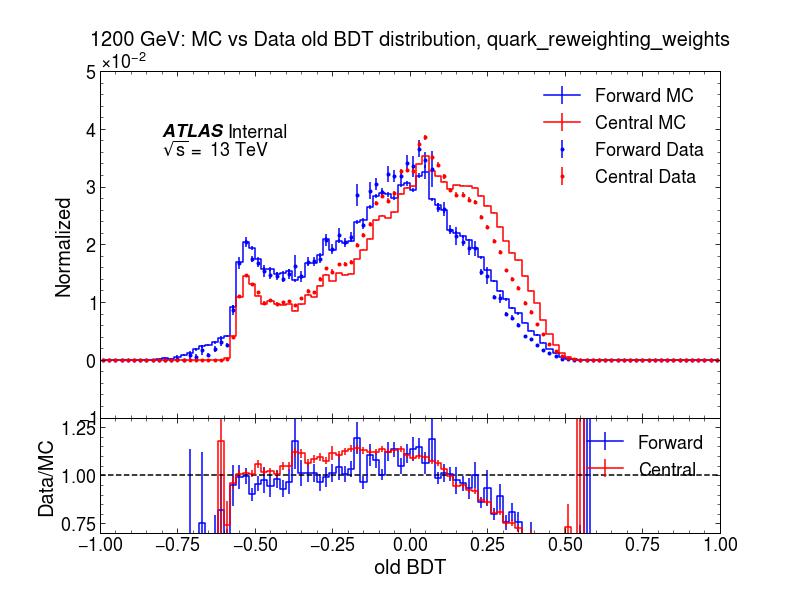 1200 GeV: MC vs Data old BDT distribution, quark_reweighting_weights
×10⁻²
5
4
3
2
1
0
−1
Normalized
ATLAS Internal
√s = 13 TeV
Forward MC
Central MC
Forward Data
Central Data
1.25
1.00
0.75
Data/MC
Forward
Central
−1.00 −0.75 −0.50 −0.25 0.00 0.25 0.50 0.75 1.00
old BDT